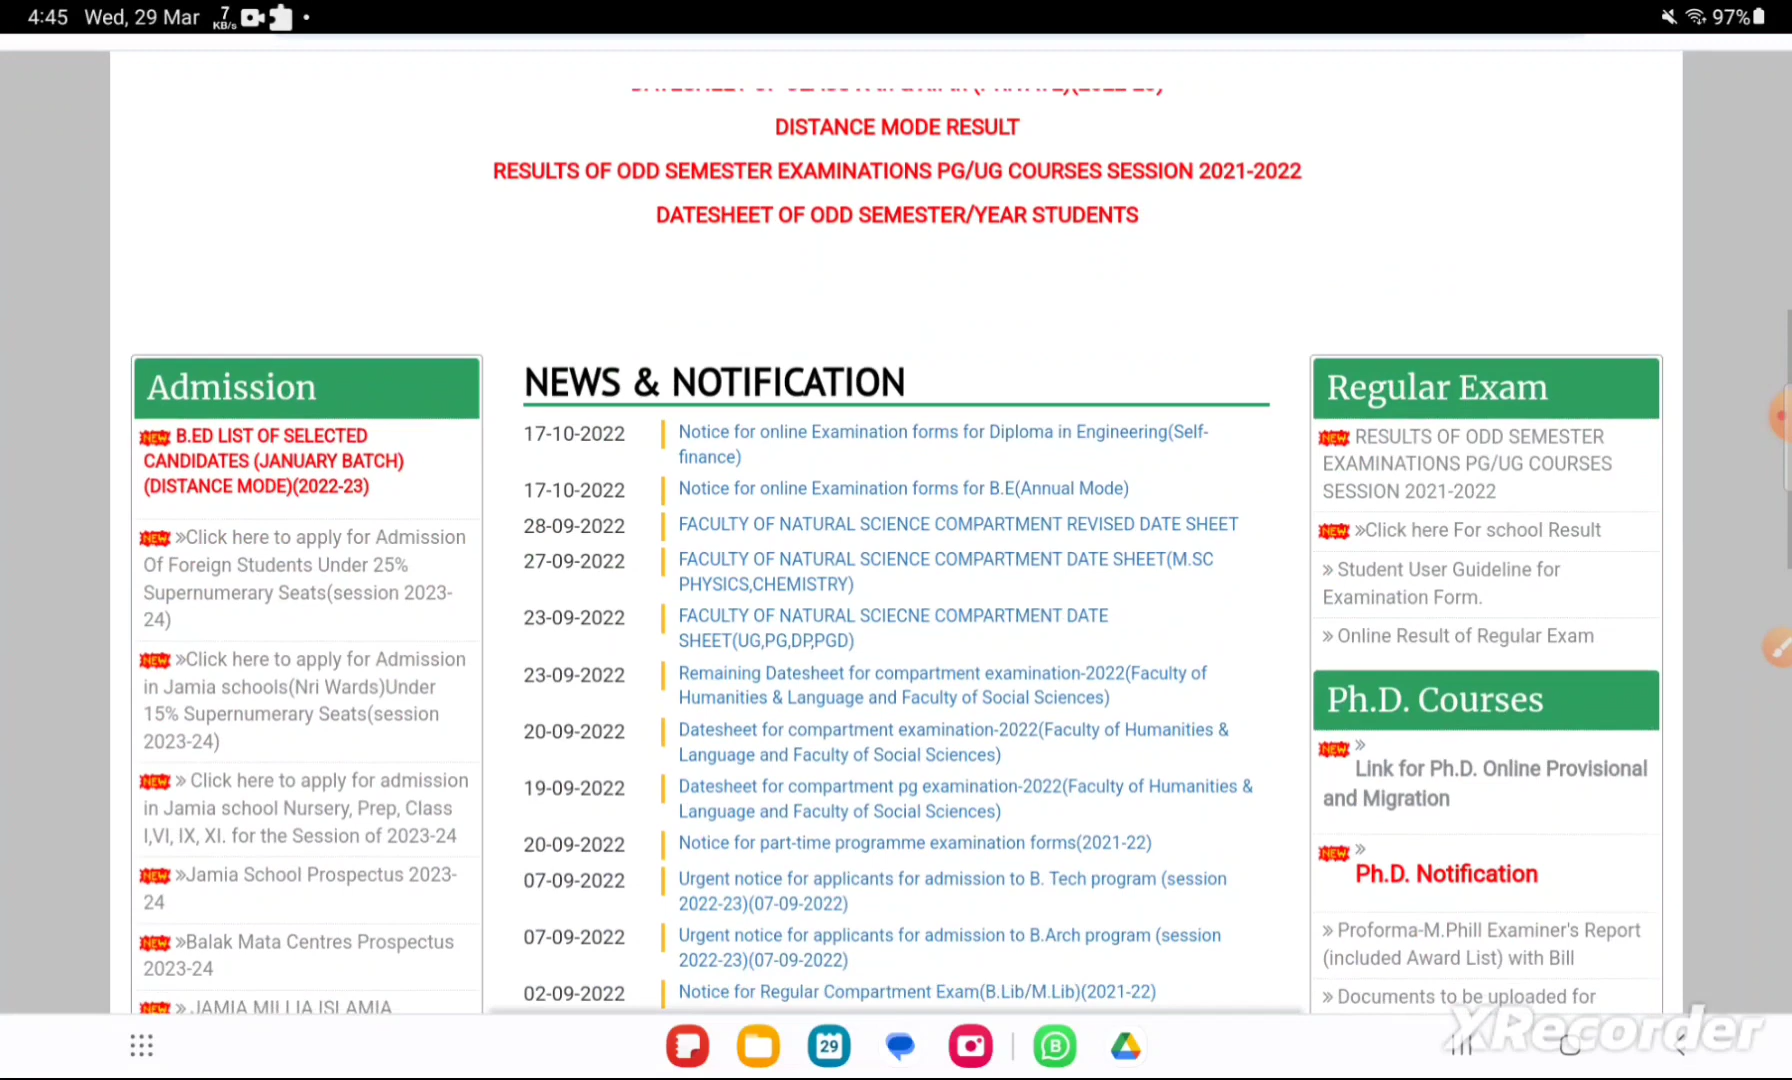 4:45 Wed, 29 Mar 7 KB/s 97%
DISTANCE MODE RESULT
RESULTS OF ODD SEMESTER EXAMINATIONS PG/UG COURSES SESSION 2021-2022
DATESHEET OF ODD SEMESTER/YEAR STUDENTS
Admission
NEW B.ED LIST OF SELECTED
CANDIDATES (JANUARY BATCH)
(DISTANCE MODE)(2022-23)
NEW »Click here to apply for Admission
Of Foreign Students Under 25%
Supernumerary Seats(session 2023-
24)
NEW »Click here to apply for Admission
in Jamia schools(Nri Wards)Under
15% Supernumerary Seats(session
2023-24)
NEW » Click here to apply for admission
in Jamia school Nursery, Prep, Class
I,VI, IX, XI. for the Session of 2023-24
NEW »Jamia School Prospectus 2023-
24
NEW »Balak Mata Centres Prospectus
2023-24
NEW » JAMIA MILLIA ISLAMIA
NEWS & NOTIFICATION
17-10-2022 Notice for online Examination forms for Diploma in Engineering(Self-
finance)
17-10-2022 Notice for online Examination forms for B.E(Annual Mode)
28-09-2022 FACULTY OF NATURAL SCIENCE COMPARTMENT REVISED DATE SHEET
27-09-2022 FACULTY OF NATURAL SCIENCE COMPARTMENT DATE SHEET(M.SC
PHYSICS,CHEMISTRY)
23-09-2022 FACULTY OF NATURAL SCIECNE COMPARTMENT DATE
SHEET(UG,PG,DP,PGD)
23-09-2022 Remaining Datesheet for compartment examination-2022(Faculty of
Humanities & Language and Faculty of Social Sciences)
20-09-2022 Datesheet for compartment examination-2022(Faculty of Humanities &
Language and Faculty of Social Sciences)
19-09-2022 Datesheet for compartment pg examination-2022(Faculty of Humanities &
Language and Faculty of Social Sciences)
20-09-2022 Notice for part-time programme examination forms(2021-22)
07-09-2022 Urgent notice for applicants for admission to B. Tech program (session
2022-23)(07-09-2022)
07-09-2022 Urgent notice for applicants for admission to B.Arch program (session
2022-23)(07-09-2022)
02-09-2022 Notice for Regular Compartment Exam(B.Lib/M.Lib)(2021-22)
Regular Exam
NEW RESULTS OF ODD SEMESTER
EXAMINATIONS PG/UG COURSES
SESSION 2021-2022
NEW »Click here For school Result
» Student User Guideline for
Examination Form.
» Online Result of Regular Exam
Ph.D. Courses
NEW »
Link for Ph.D. Online Provisional
and Migration
NEW »
Ph.D. Notification
» Proforma-M.Phill Examiner's Report
(included Award List) with Bill
» Documents to be uploaded for
29
B
XRecorder